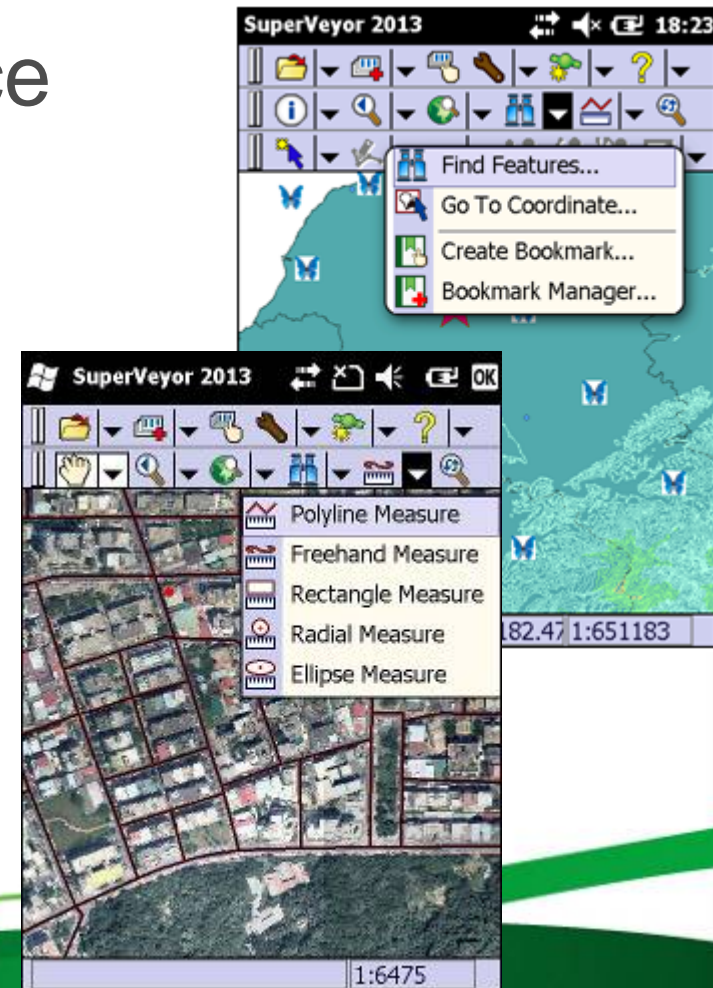 ce
SuperVeyor 2013 18:23
Find Features...
Go To Coordinate...
Create Bookmark...
Bookmark Manager...
182.47 1:651183
SuperVeyor 2013 OK
Polyline Measure
Freehand Measure
Rectangle Measure
Radial Measure
Ellipse Measure
1:6475